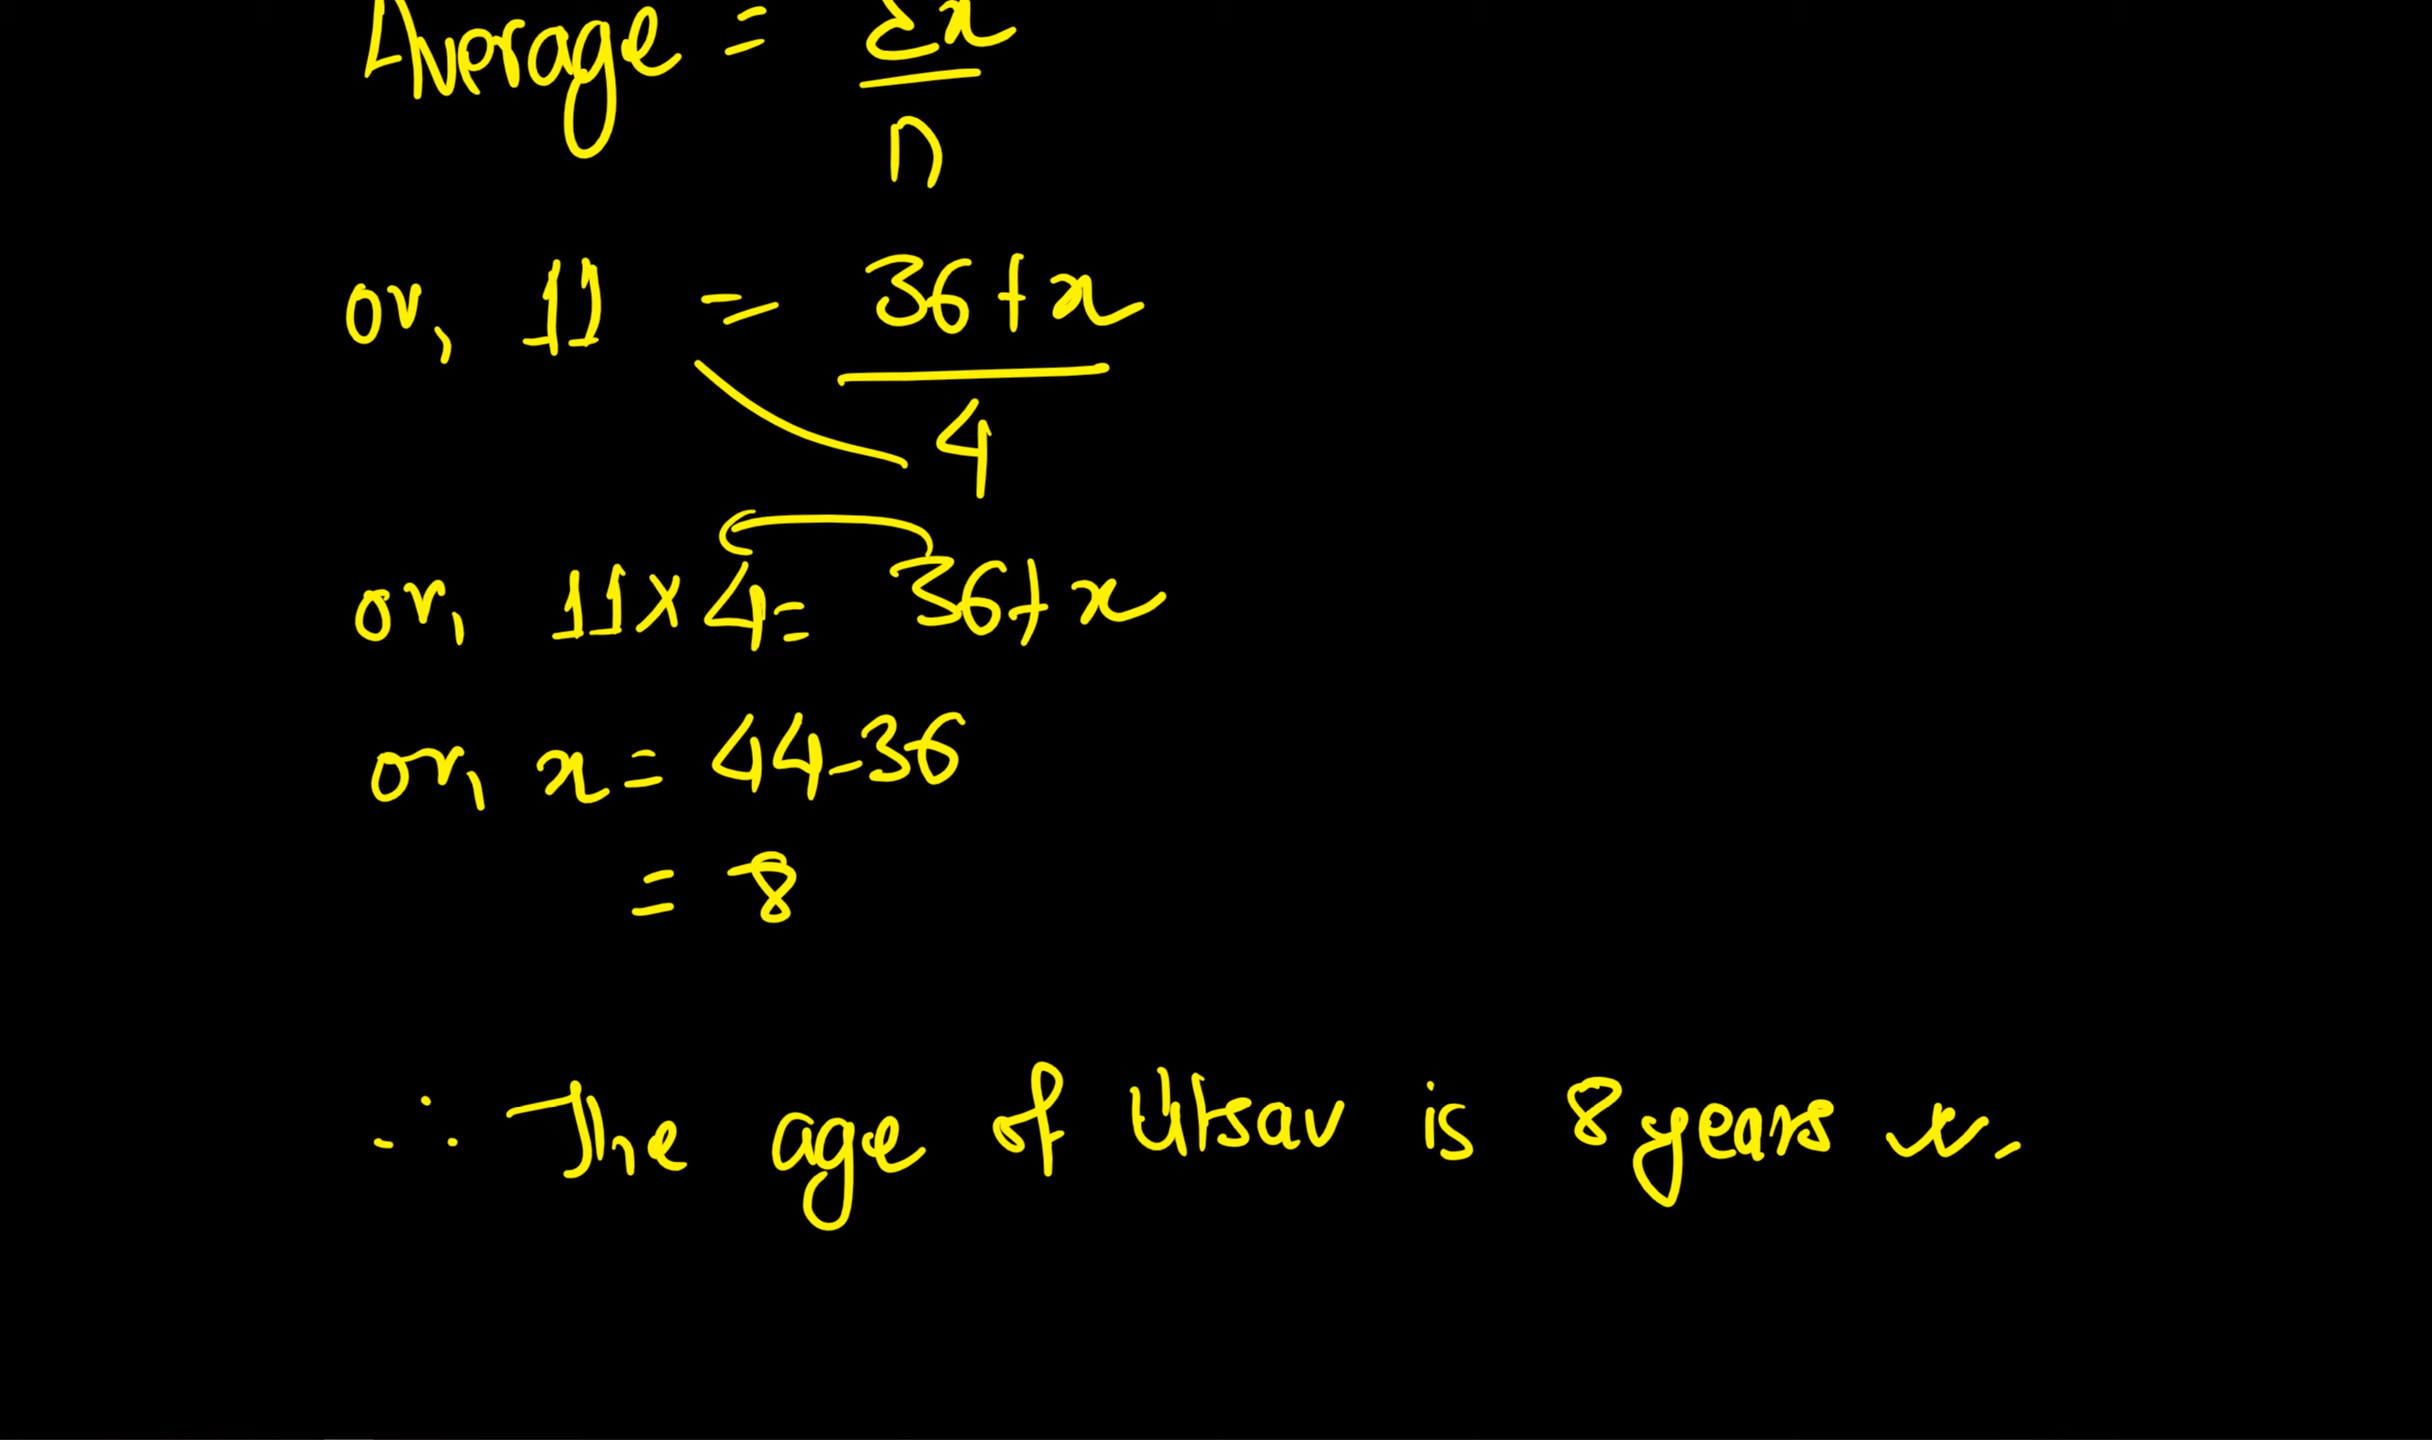 Average = Σx
n
or, 11 = 36+x
4
or, 11×4= 36+x
or, x= 44-36
= 8
∴ The age of Utsav is 8 years